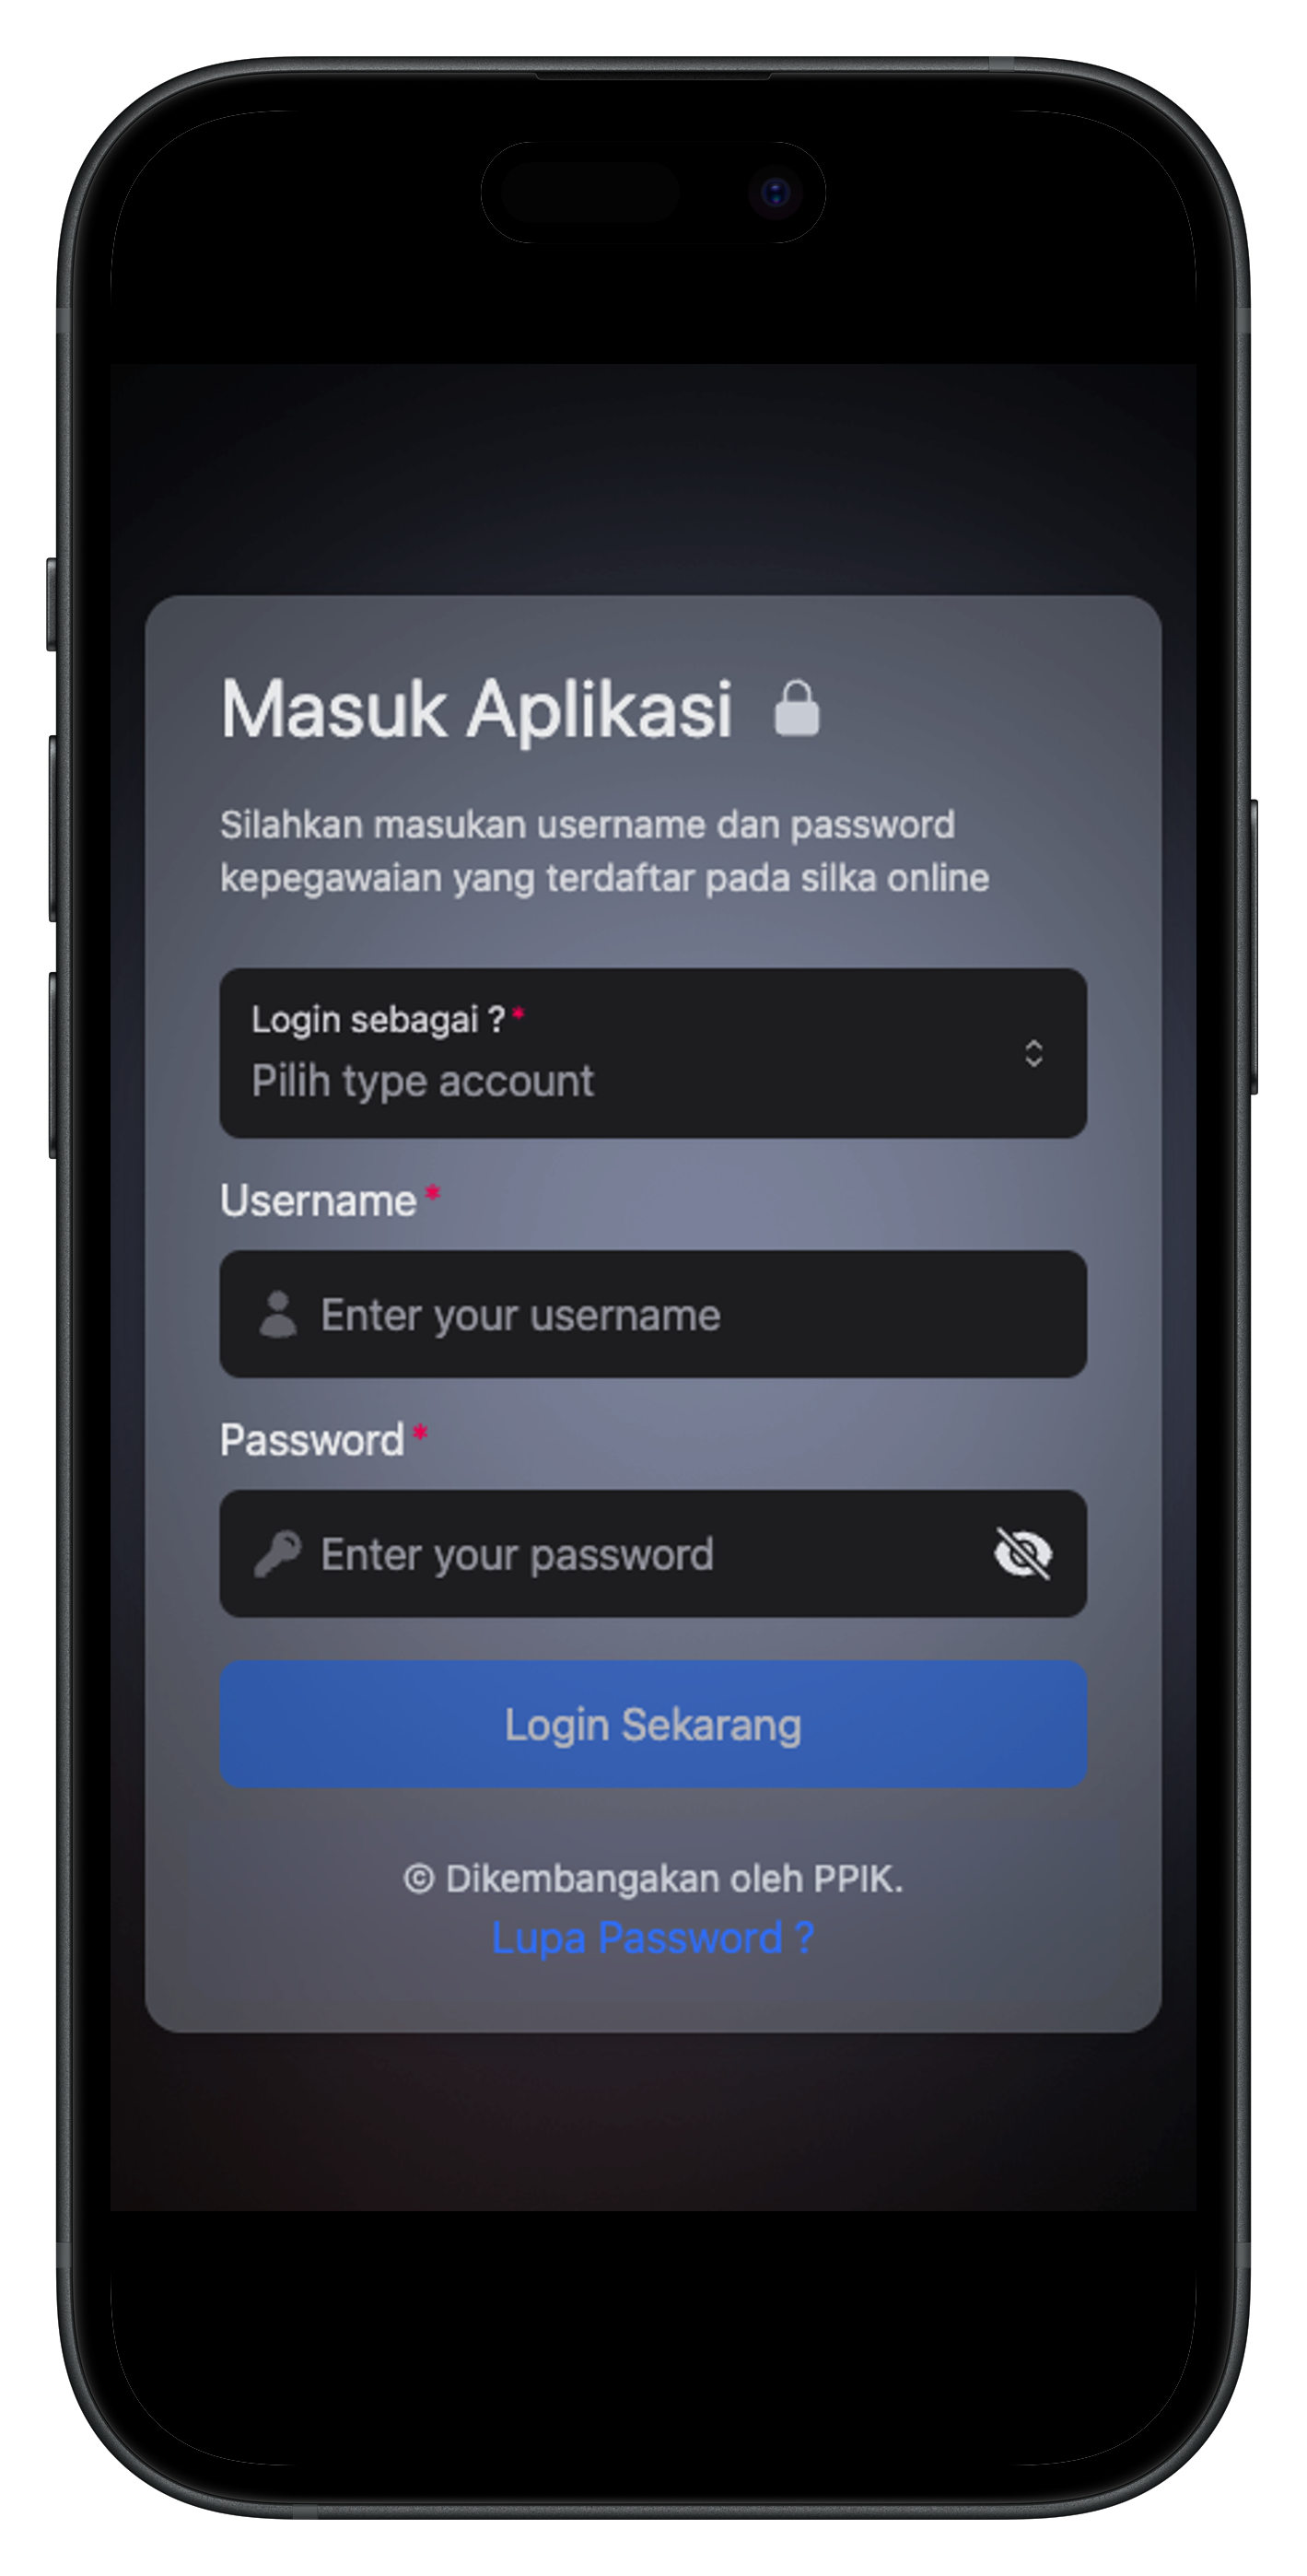 Masuk Aplikasi
Silahkan masukan username dan password
kepegawaian yang terdaftar pada silka online
Login sebagai ?*
Pilih type account
Username*
Enter your username
Password*
Enter your password
Login Sekarang
© Dikembangakan oleh PPIK.
Lupa Password ?